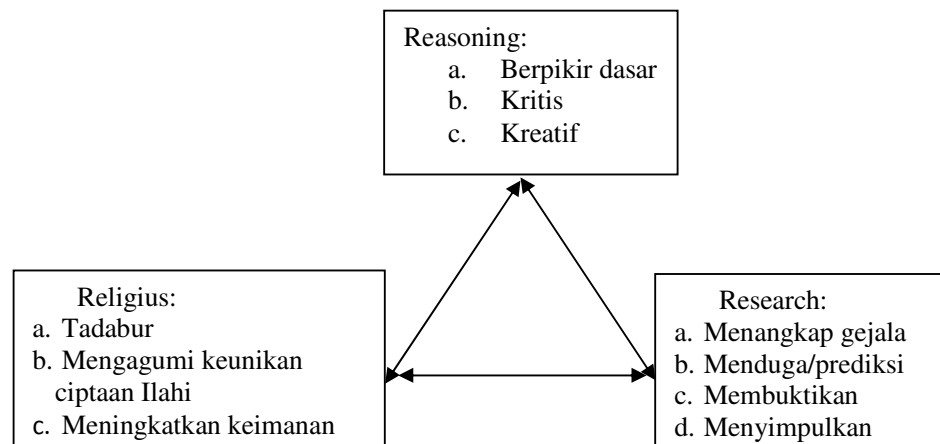 Reasoning:
a. Berpikir dasar
b. Kritis
c. Kreatif
Religius:
a. Tadabur
b. Mengagumi keunikan
ciptaan Ilahi
c. Meningkatkan keimanan
Research:
a. Menangkap gejala
b. Menduga/prediksi
c. Membuktikan
d. Menyimpulkan